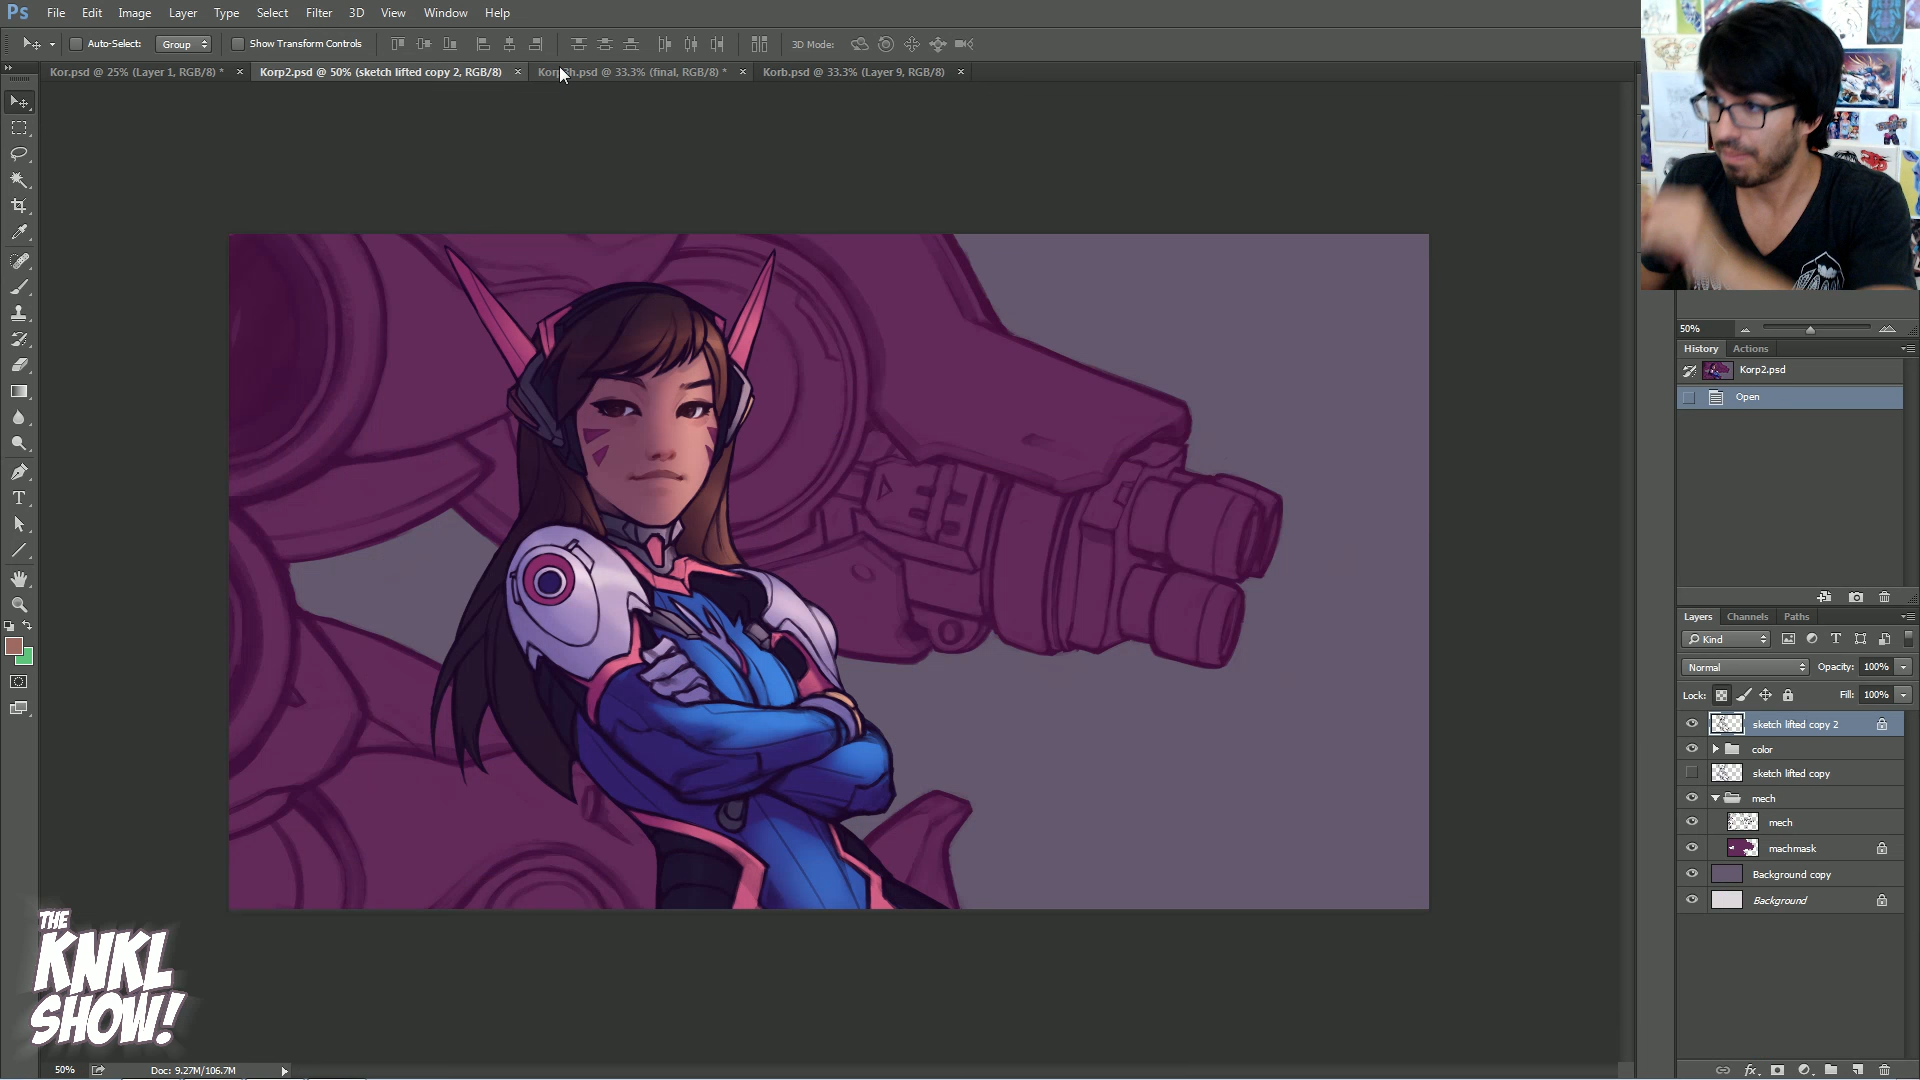 Ps File Edit Image Layer Type Select Filter 3D View Window Help
Auto-Select: Group Show Transform Controls 3D Mode:
Kor.psd @ 25% (Layer 1, RGB/8) * × Korp2.psd @ 50% (sketch lifted copy 2, RGB/8) × @ 33.3% (final, RGB/8) * × Korb.psd @ 33.3% (Layer 9, RGB/8) ×
50%
History Actions
Korp2.psd
Open
Layers Channels Paths
Kind
Normal Opacity: 100%
Lock: Fill: 100%
sketch lifted copy 2
color
sketch lifted copy
mech
mech
machmask
Background copy
Background
THE
KNKL
SHOW!
50% Doc: 9.27M/106.7M
fx